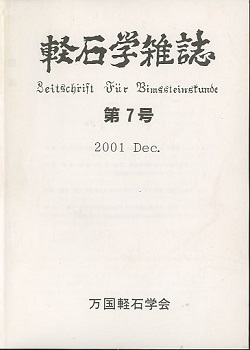 軽石学雑誌
Zeitschrift Für Bimssteinskunde
第7号
2001 Dec.
万国軽石学会